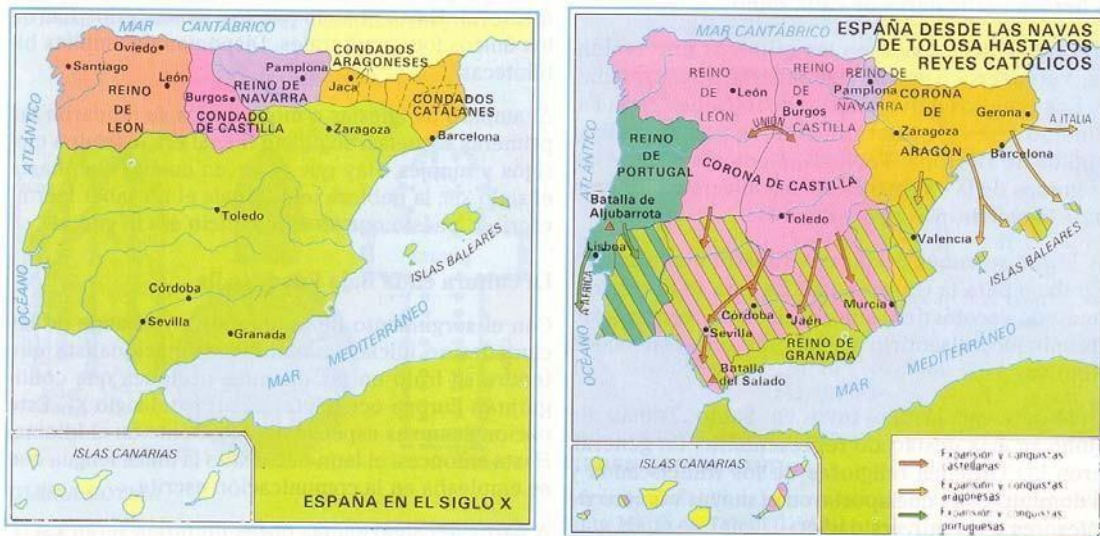 MAR CANTÁBRICO
Oviedo
Santiago
León
REINO
DE
LEÓN
Burgos
CONDADO
DE CASTILLA
Pamplona
REINO DE
NAVARRA
CONDADOS
ARAGONESES
Jaca
CONDADOS
CATALANES
Zaragoza
Barcelona
OCÉANO ATLÁNTICO
Toledo
ISLAS BALEARES
Córdoba
Sevilla
Granada
MAR MEDITERRÁNEO
ISLAS CANARIAS
ESPAÑA EN EL SIGLO X
ESPAÑA DESDE LAS NAVAS
DE TOLOSA HASTA LOS
REYES CATÓLICOS
MAR CANTÁBRICO
REINO
DE
LEÓN
León
REINO
DE
CASTILLA
Burgos
REINO DE
Pamplona
NAVARRA
CORONA
DE
ARAGÓN
Zaragoza
Gerona
A ITALIA
Barcelona
UNIÓN
REINO
DE
PORTUGAL
CORONA DE CASTILLA
OCÉANO ATLÁNTICO
Batalla de
Aljubarrota
Toledo
Lisboa
Valencia
ISLAS BALEARES
A ÁFRICA
Córdoba
Sevilla
Jaén
Murcia
REINO DE
GRANADA
Batalla
del Salado
MAR MEDITERRÁNEO
ISLAS CANARIAS
Expansión y conquistas
castellanas
Expansión y conquistas
aragonesas
Expansión y conquistas
portuguesas